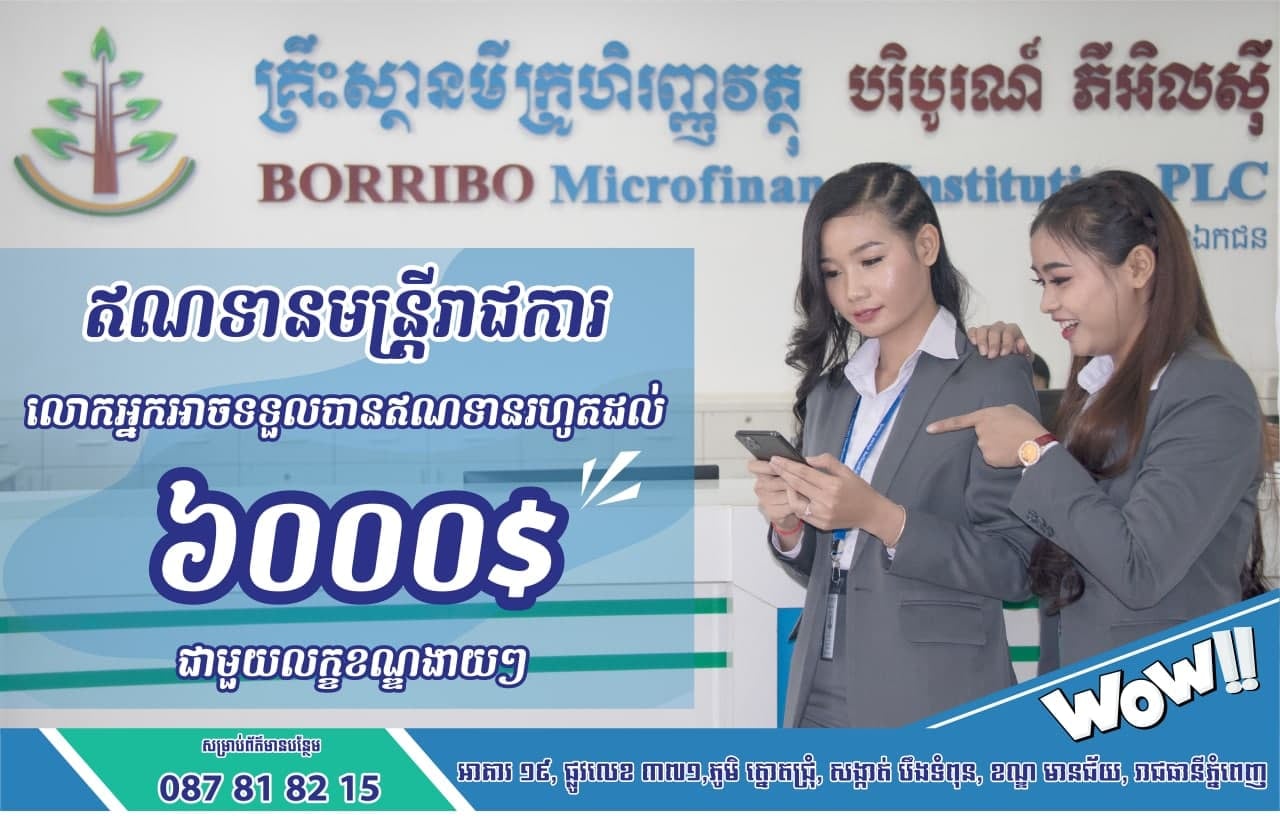 គ្រឹះស្ថានមីក្រូហិរញ្ញវត្ថុ បរិបូរណ៍ ភីអិលស៊ី
BORRIBO Microfinan Instituti PLC
ឯកជន
ឥណទានមន្ត្រីរាជការ
លោកអ្នកអាចទទួលបានឥណទានរហូតដល់
៦០០០$
ជាមួយលក្ខខណ្ឌងាយៗ
WOW!!
សម្រាប់ព័ត៌មានបន្ថែម
087 81 82 15
អាគារ ១៩, ផ្លូវលេខ ៣៧១,ភូមិ ត្នោតជ្រុំ, សង្កាត់ បឹងទំពុន, ខណ្ឌ មានជ័យ, រាជធានីភ្នំពេញ